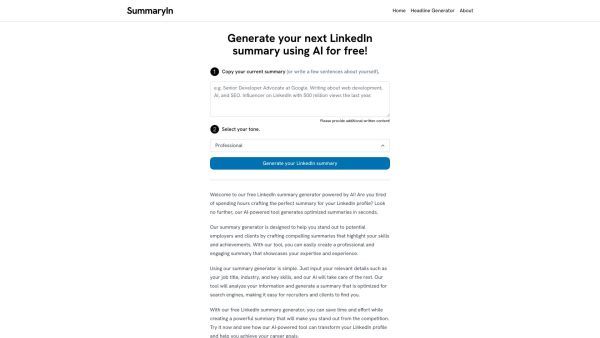 SummaryIn
Home Headline Generator About
Generate your next LinkedIn
summary using AI for free!
1 Copy your current summary (or write a few sentences about yourself).
e.g. Senior Developer Advocate at Google. Writing about web development,
AI, and SEO. Influencer on LinkedIn with 500 million views the last year.
Please provide additional written content
2 Select your tone.
Professional
Generate your LinkedIn summary
Welcome to our free LinkedIn summary generator powered by AI! Are you tired
of spending hours crafting the perfect summary for your LinkedIn profile? Look
no further, our AI-powered tool generates optimized summaries in seconds.
Our summary generator is designed to help you stand out to potential
employers and clients by crafting compelling summaries that highlight your skills
and achievements. With our tool, you can easily create a professional and
engaging summary that showcases your expertise and experience.
Using our summary generator is simple. Just input your relevant details such as
your job title, industry, and key skills, and our AI will take care of the rest. Our
tool will analyze your information and generate a summary that is optimized for
search engines, making it easy for recruiters and clients to find you.
With our free LinkedIn summary generator, you can save time and effort while
creating a powerful summary that will make you stand out from the competition.
Try it now and see how our AI-powered tool can transform your LinkedIn profile
and help you achieve your career goals.